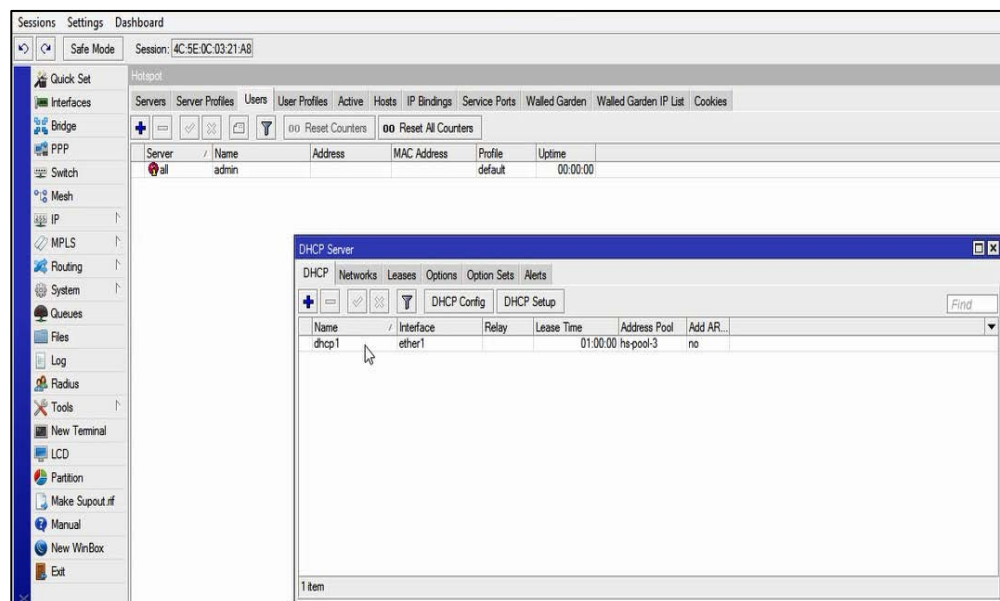 Sessions Settings Dashboard
Safe Mode Session: 4C:5E:0C:03:21:A8
Quick Set
Interfaces
Bridge
PPP
Switch
Mesh
IP
MPLS
Routing
System
Queues
Files
Log
Radius
Tools
New Terminal
LCD
Partition
Make Supout.rif
Manual
New WinBox
Exit
Hotspot
Servers Server Profiles Users User Profiles Active Hosts IP Bindings Service Ports Walled Garden Walled Garden IP List Cookies
00 Reset Counters 00 Reset All Counters
Server / Name Address MAC Address Profile Uptime
all admin default 00:00:00
DHCP Server
DHCP Networks Leases Options Option Sets Alerts
DHCP Config DHCP Setup Find
Name / Interface Relay Lease Time Address Pool Add AR...
dhcp1 ether1 01:00:00 hs-pool-3 no
1 item